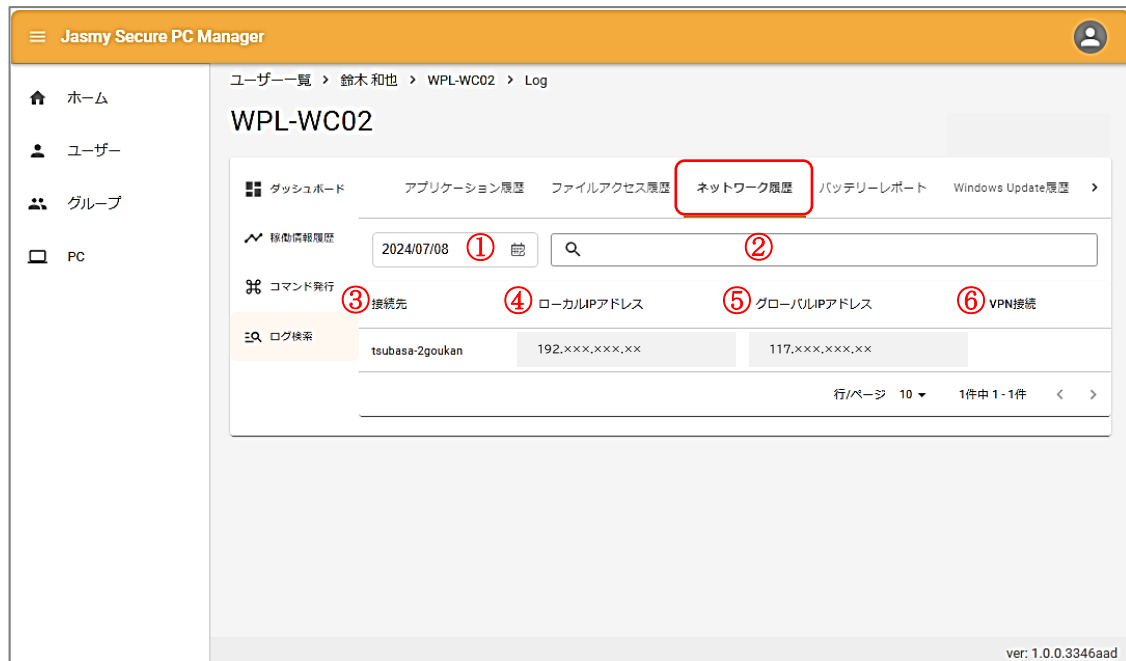 Jasmy Secure PC Manager
ホーム
ユーザー
グループ
PC
ユーザー一覧 > 鈴木 和也 > WPL-WC02 > Log
WPL-WC02
ダッシュボード
稼働情報履歴
コマンド発行
ログ検索
アプリケーション履歴 ファイルアクセス履歴 ネットワーク履歴 バッテリーレポート Windows Update履歴 >
2024/07/08 ① ②
③ 接続先 ④ ローカルIPアドレス ⑤ グローバルIPアドレス ⑥ VPN接続
tsubasa-2goukan 192.×××.×××.×× 117.×××.×××.××
行/ページ 10 1件中 1 - 1件 < >
ver: 1.0.0.3346aad